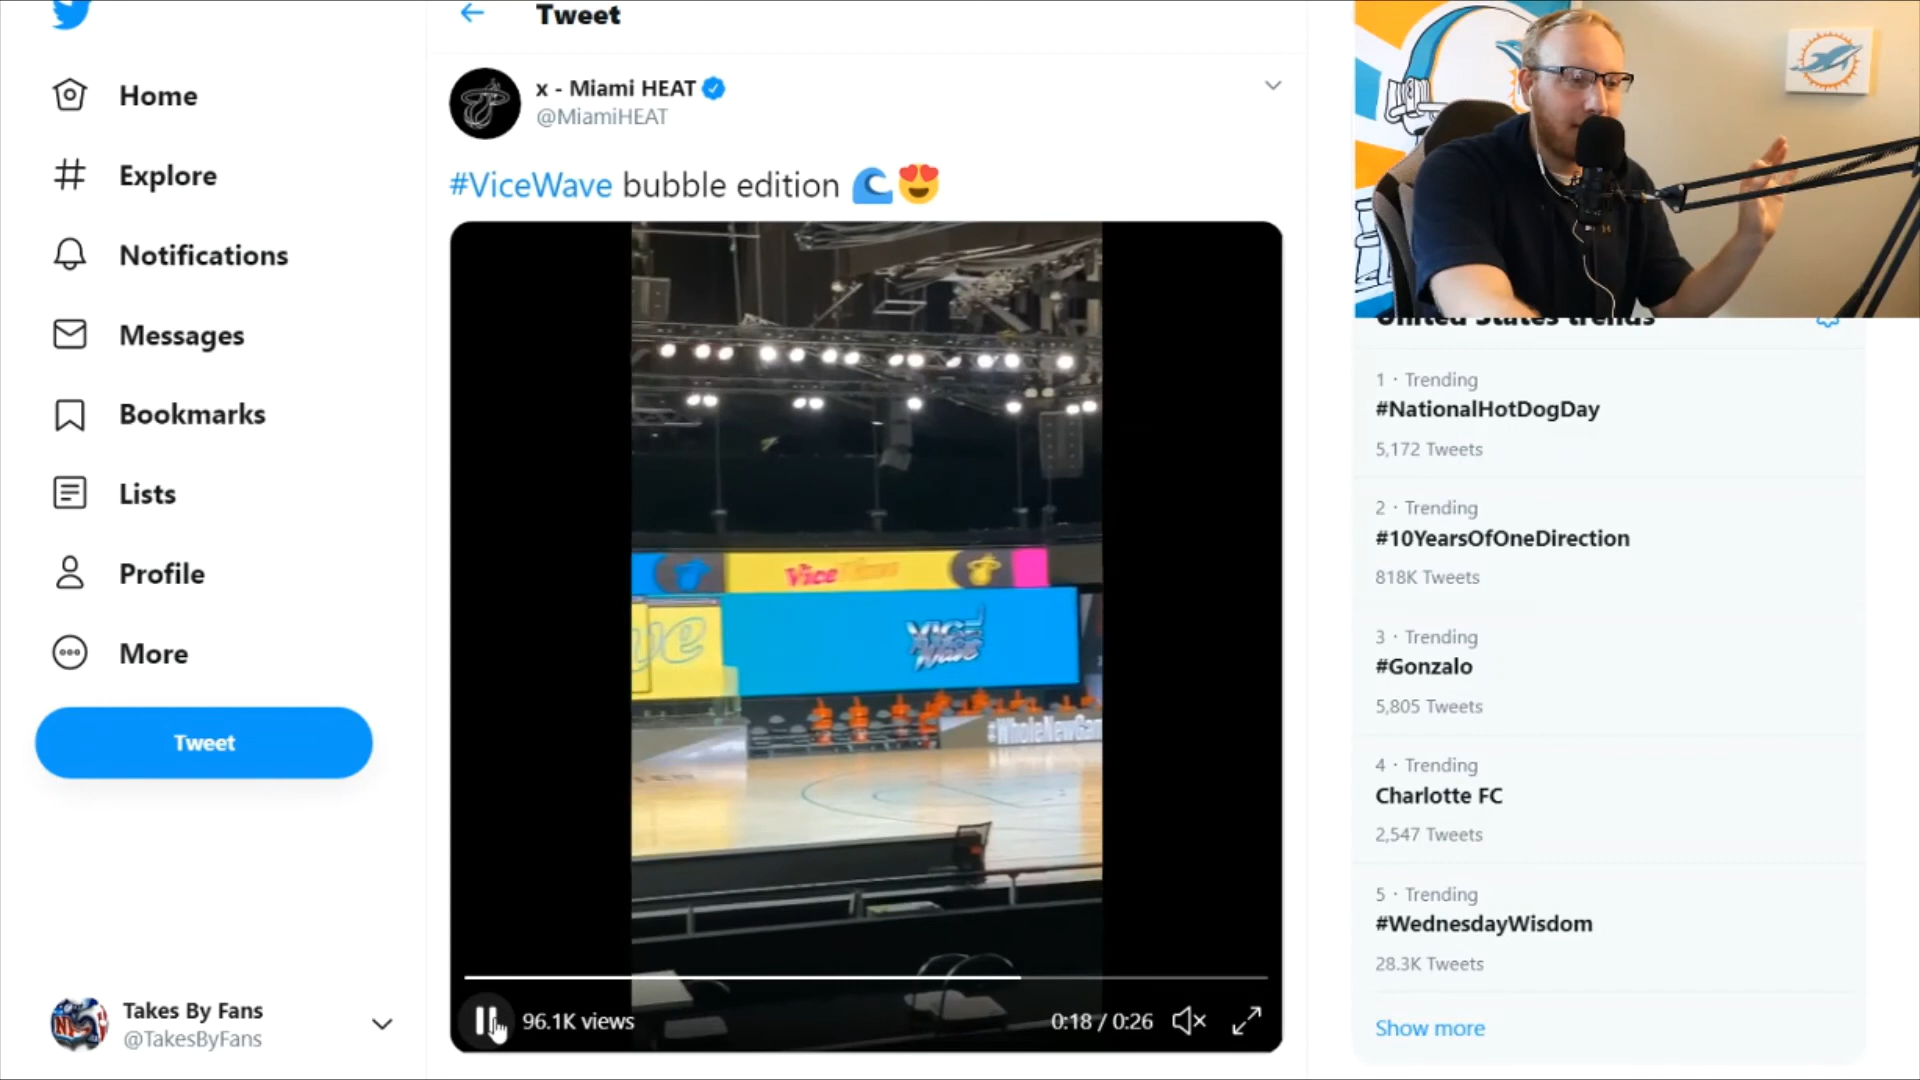 Home
Explore
Notifications
Messages
Bookmarks
Lists
Profile
More
Tweet
Takes By Fans
@TakesByFans
Tweet
x - Miami HEAT
@MiamiHEAT
#ViceWave bubble edition 🌊😍
Vice
VICE
WAVE
96.1K views
0:18 / 0:26
United States trends
1 · Trending
#NationalHotDogDay
5,172 Tweets
2 · Trending
#10YearsOfOneDirection
818K Tweets
3 · Trending
#Gonzalo
5,805 Tweets
4 · Trending
Charlotte FC
2,547 Tweets
5 · Trending
#WednesdayWisdom
28.3K Tweets
Show more